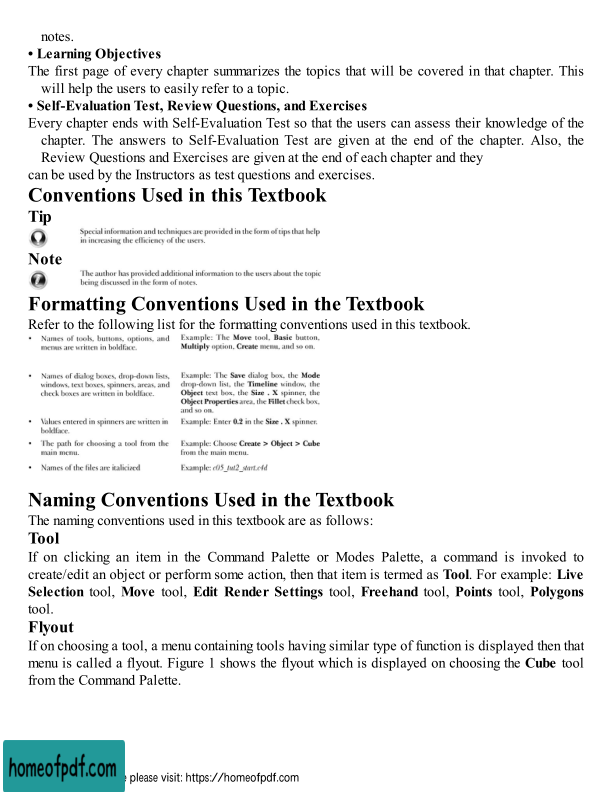 notes.
• Learning Objectives
The first page of every chapter summarizes the topics that will be covered in that chapter. This
will help the users to easily refer to a topic.
• Self-Evaluation Test, Review Questions, and Exercises
Every chapter ends with Self-Evaluation Test so that the users can assess their knowledge of the
chapter. The answers to Self-Evaluation Test are given at the end of the chapter. Also, the
Review Questions and Exercises are given at the end of each chapter and they
can be used by the Instructors as test questions and exercises.
Conventions Used in this Textbook
Tip
Special information and techniques are provided in the form of tips that help
in increasing the efficiency of the users.
Note
The author has provided additional information to the users about the topic
being discussed in the form of notes.
Formatting Conventions Used in the Textbook
Refer to the following list for the formatting conventions used in this textbook.
• Names of tools, buttons, options, and
menus are written in boldface.
Example: The Move tool, Basic button,
Multiply option, Create menu, and so on.
• Names of dialog boxes, drop-down lists,
windows, text boxes, spinners, areas, and
check boxes are written in boldface.
Example: The Save dialog box, the Mode
drop-down list, the Timeline window, the
Object text box, the Size . X spinner, the
Object Properties area, the Fillet check box,
and so on.
• Values entered in spinners are written in
boldface.
Example: Enter 0.2 in the Size . X spinner.
• The path for choosing a tool from the
main menu.
Example: Choose Create > Object > Cube
from the main menu.
• Names of the files are italicized
Example: c05_tut2_start.c4d
Naming Conventions Used in the Textbook
The naming conventions used in this textbook are as follows:
Tool
If on clicking an item in the Command Palette or Modes Palette, a command is invoked to
create/edit an object or perform some action, then that item is termed as Tool. For example: Live
Selection tool, Move tool, Edit Render Settings tool, Freehand tool, Points tool, Polygons
tool.
Flyout
If on choosing a tool, a menu containing tools having similar type of function is displayed then that
menu is called a flyout. Figure 1 shows the flyout which is displayed on choosing the Cube tool
from the Command Palette.
homeofpdf.com
please visit: https://homeofpdf.com